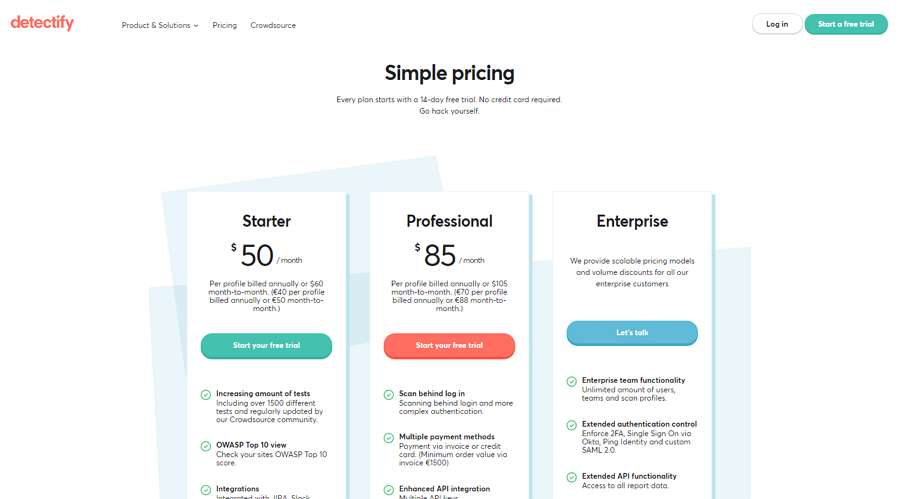 detectify
Product & Solutions
Pricing
Crowdsource
Log in
Start a free trial
Simple pricing
Every plan starts with a 14-day free trial. No credit card required.
Go hack yourself.
Starter
$ 50 / month
Per profile billed annually or $60
month-to-month. (€40 per profile
billed annually or €50 month-to-
month.)
Start your free trial
Increasing amount of tests
Including over 1500 different
tests and regularly updated by
our Crowdsource community.
OWASP Top 10 view
Check your sites OWASP Top 10
score.
Integrations
Integrated with JIRA, Slack
Professional
$ 85 / month
Per profile billed annually or $105
month-to-month. (€70 per profile
billed annually or €88 month-to-
month.)
Start your free trial
Scan behind log in
Scanning behind login and more
complex authentication.
Multiple payment methods
Payment via invoice or credit
card. (Minimum order value via
invoice €1500)
Enhanced API integration
Multiple API keys
Enterprise
We provide scalable pricing models
and volume discounts for all our
enterprise customers
Let's talk
Enterprise team functionality
Unlimited amount of users,
teams and scan profiles.
Extended authentication control
Enforce 2FA, Single Sign On via
Okta, Ping Identity and custom
SAML 2.0.
Extended API functionality
Access to all report data.